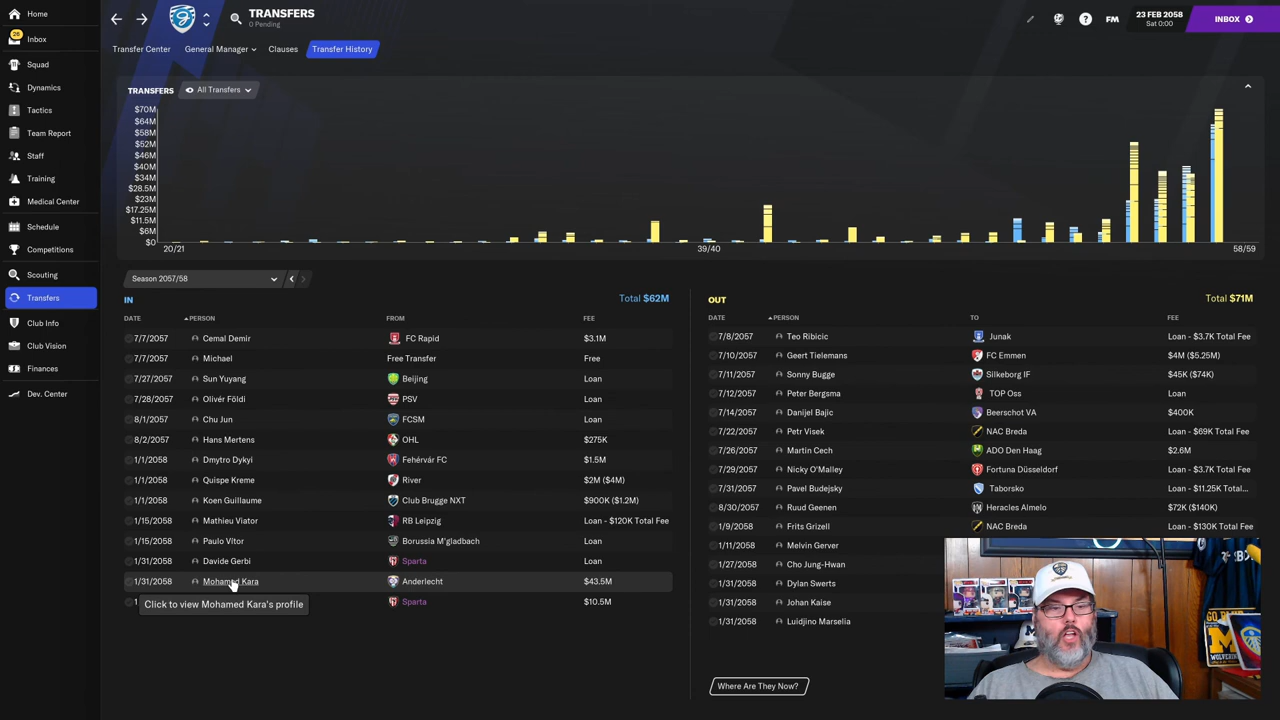 Home
26
Inbox
Squad
Dynamics
Tactics
Team Report
Staff
Training
Medical Center
Schedule
Competitions
Scouting
Transfers
Club Info
Club Vision
Finances
Dev. Center
TRANSFERS
0 Pending
FM
23 FEB 2058
Sat 0:00
INBOX
Transfer Center
General Manager
Clauses
Transfer History
TRANSFERS
All Transfers
$70M
$64M
$58M
$52M
$46M
$40M
$34M
$28.5M
$23M
$17.25M
$11.5M
$6M
$0
20/21
39/40
58/59
Season 2057/58
IN
Total $62M
DATE PERSON FROM FEE
7/7/2057 Cemal Demir FC Rapid $3.1M
7/7/2057 Michael Free Transfer Free
7/27/2057 Sun Yuyang Beijing Loan
7/28/2057 Olivér Földi PSV Loan
8/1/2057 Chu Jun FCSM Loan
8/2/2057 Hans Mertens OHL $275K
1/1/2058 Dmytro Dykyi Fehérvár FC $1.5M
1/1/2058 Quispe Kreme River $2M ($4M)
1/1/2058 Koen Guillaume Club Brugge NXT $900K ($1.2M)
1/15/2058 Mathieu Viator RB Leipzig Loan - $120K Total Fee
1/15/2058 Paulo Vítor Borussia M'gladbach Loan
1/31/2058 Davide Gerbi Sparta Loan
1/31/2058 Mohamed Kara Anderlecht $43.5M
1 Sparta $10.5M
Click to view Mohamed Kara's profile
OUT
Total $71M
DATE PERSON TO FEE
7/8/2057 Teo Ribicic Junak Loan - $3.7K Total Fee
7/10/2057 Geert Tielemans FC Emmen $4M ($5.25M)
7/11/2057 Sonny Bugge Silkeborg IF $45K ($74K)
7/12/2057 Peter Bergsma TOP Oss Loan
7/14/2057 Danijel Bajic Beerschot VA $400K
7/22/2057 Petr Visek NAC Breda Loan - $69K Total Fee
7/26/2057 Martin Cech ADO Den Haag $2.6M
7/29/2057 Nicky O'Malley Fortuna Düsseldorf Loan - $3.7K Total Fee
7/31/2057 Pavel Budejsky Taborsko Loan - $11.25K Total...
8/30/2057 Ruud Geenen Heracles Almelo $72K ($140K)
1/9/2058 Frits Grizell NAC Breda Loan - $130K Total Fee
1/11/2058 Melvin Gerver
1/27/2058 Cho Jung-Hwan
1/31/2058 Dylan Swerts
1/31/2058 Johan Kaise
1/31/2058 Luidjino Marselia
Where Are They Now?